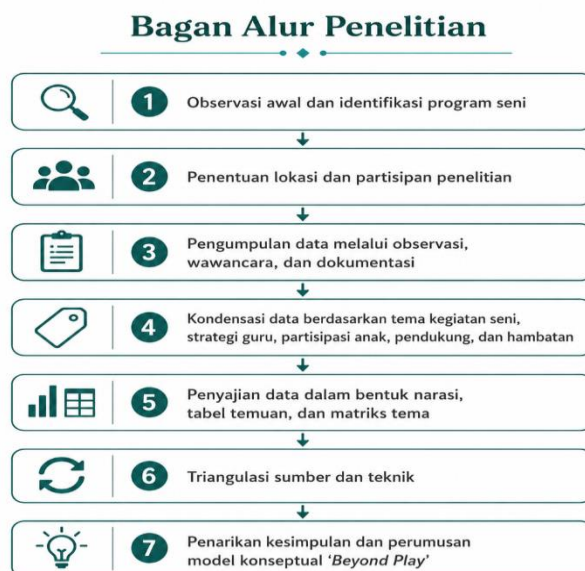 Bagan Alur Penelitian
1 Observasi awal dan identifikasi program seni
2 Penentuan lokasi dan partisipan penelitian
3 Pengumpulan data melalui observasi,
wawancara, dan dokumentasi
4 Kondensasi data berdasarkan tema kegiatan seni,
strategi guru, partisipasi anak, pendukung, dan hambatan
5 Penyajian data dalam bentuk narasi,
tabel temuan, dan matriks tema
6 Triangulasi sumber dan teknik
7 Penarikan kesimpulan dan perumusan
model konseptual ‘Beyond Play’